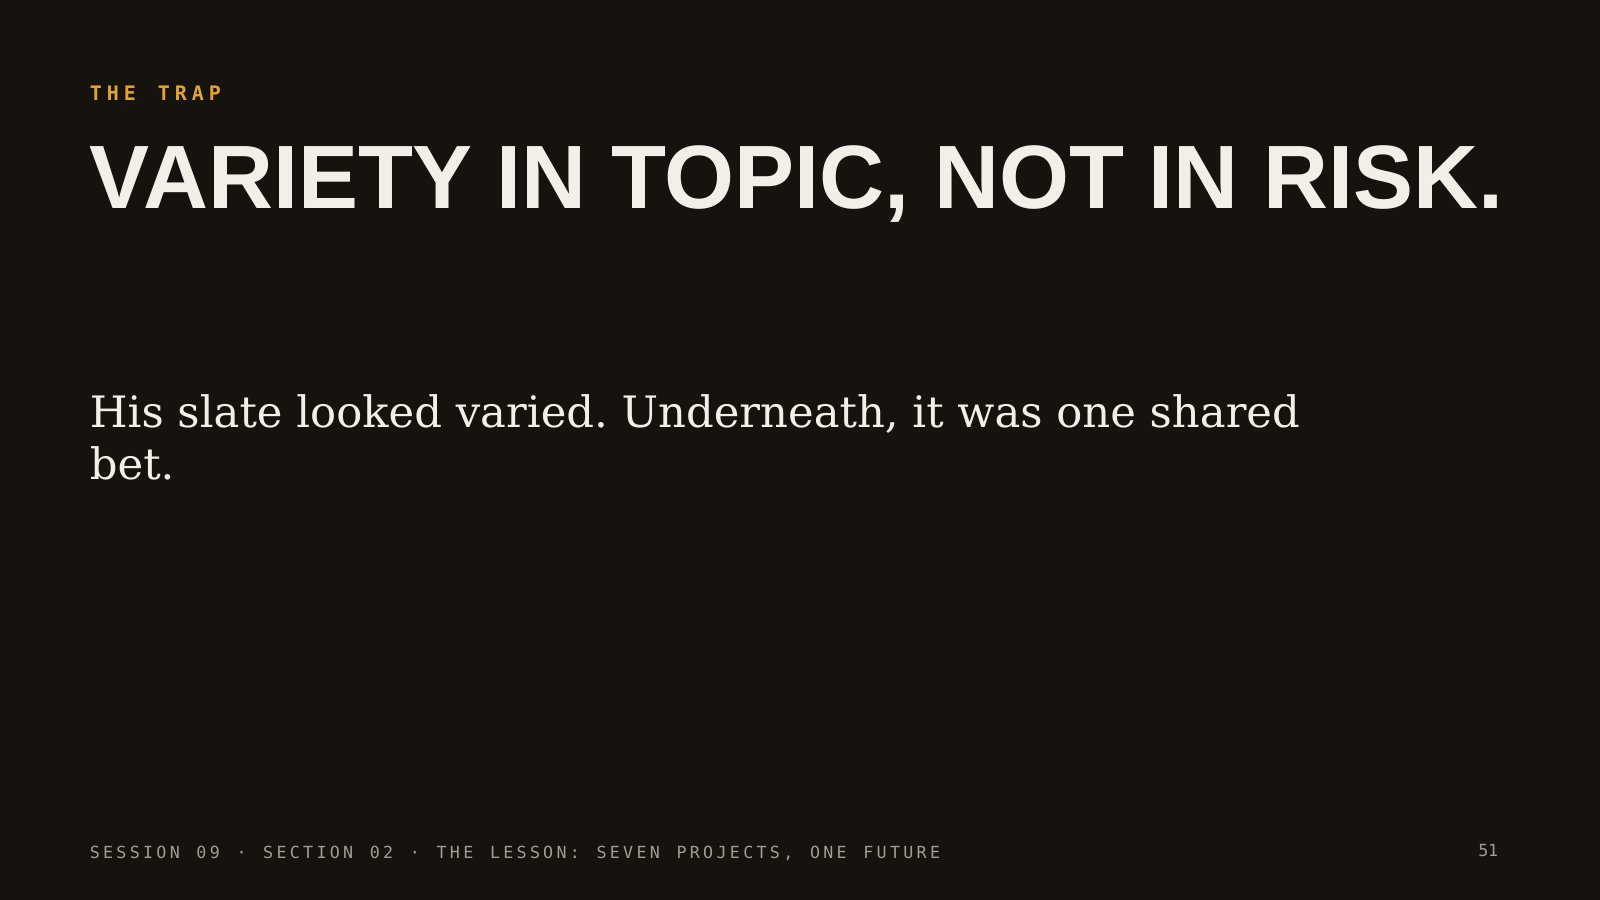 THE TRAP
VARIETY IN TOPIC, NOT IN RISK.
His slate looked varied. Underneath, it was one shared
bet.
SESSION 09 · SECTION 02 · THE LESSON: SEVEN PROJECTS, ONE FUTURE
51